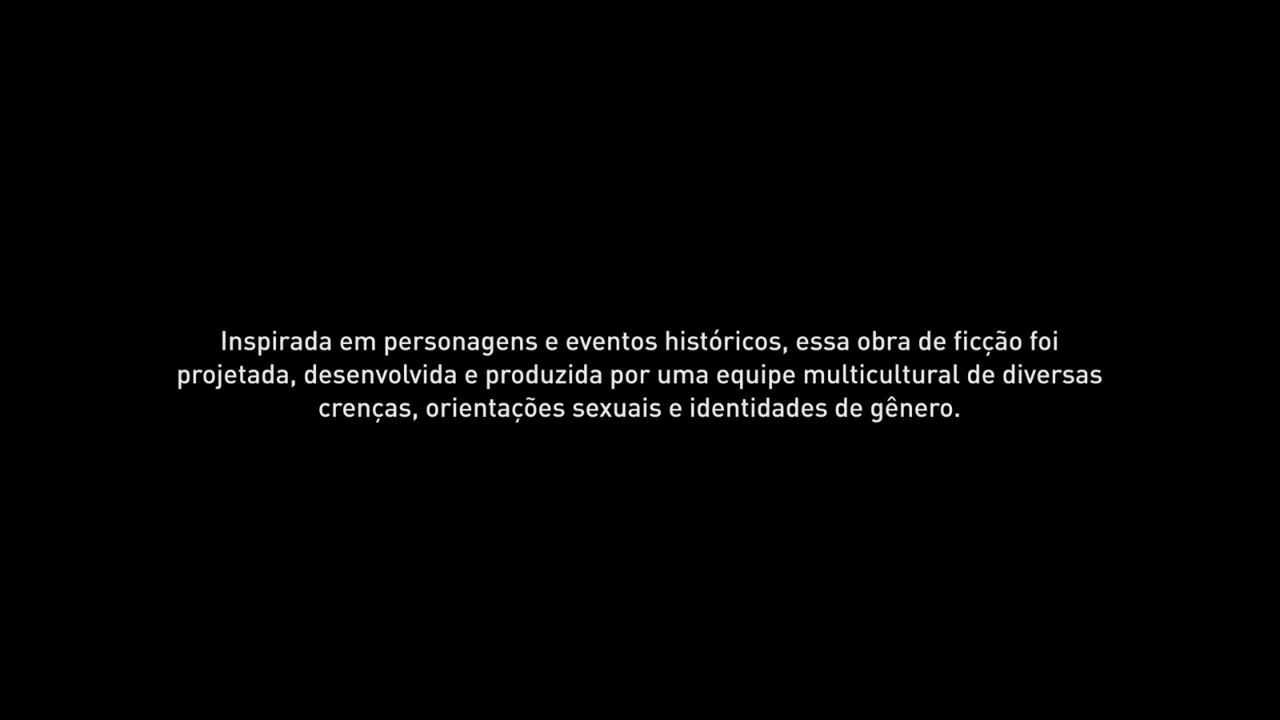 Inspirada em personagens e eventos históricos, essa obra de ficção foi
projetada, desenvolvida e produzida por uma equipe multicultural de diversas
crenças, orientações sexuais e identidades de gênero.